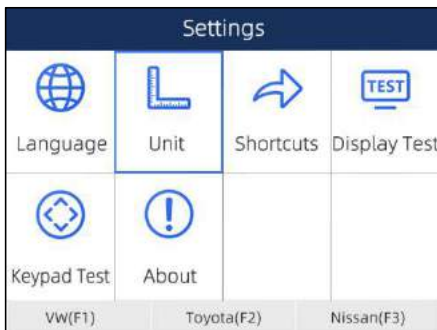 Settings
TEST
Language Unit Shortcuts Display Test
Keypad Test About
VW(F1) Toyota(F2) Nissan(F3)